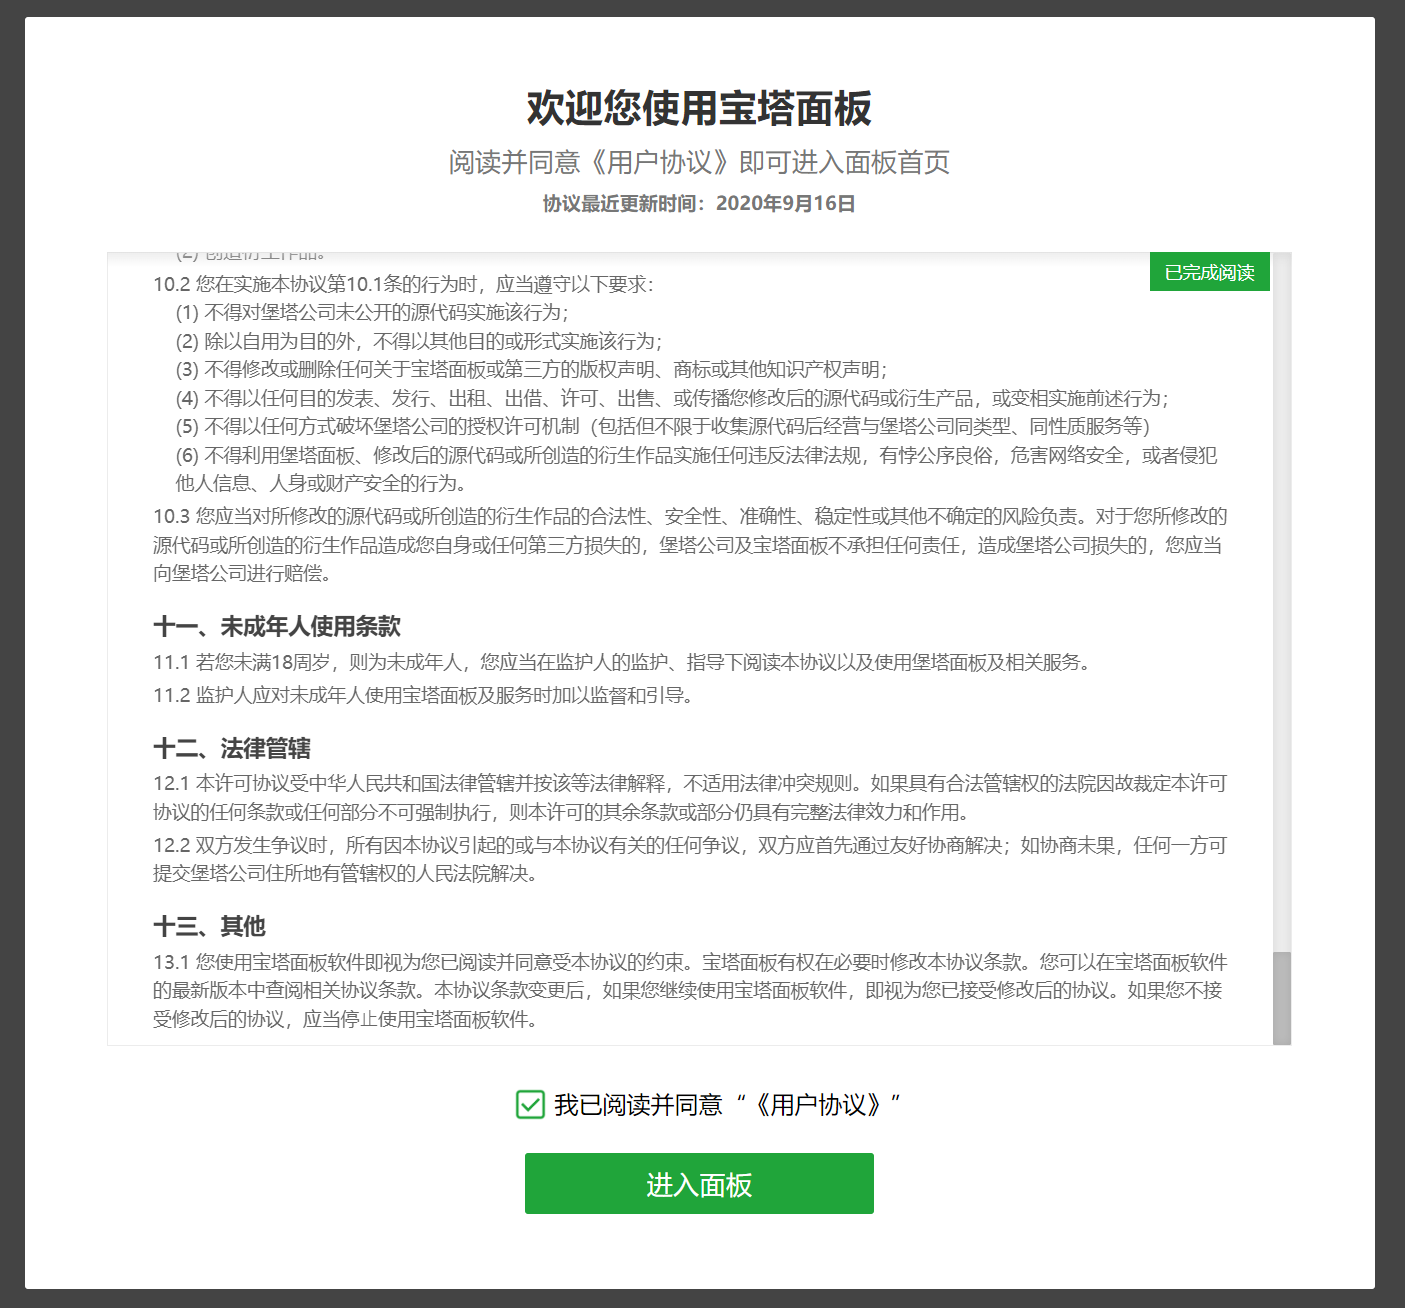 欢迎您使用宝塔面板
阅读并同意《用户协议》即可进入面板首页
协议最近更新时间：2020年9月16日
(2) 创造衍生作品。
已完成阅读
10.2 您在实施本协议第10.1条的行为时，应当遵守以下要求：
(1) 不得对堡塔公司未公开的源代码实施该行为；
(2) 除以自用为目的外，不得以其他目的或形式实施该行为；
(3) 不得修改或删除任何关于宝塔面板或第三方的版权声明、商标或其他知识产权声明；
(4) 不得以任何目的发表、发行、出租、出借、许可、出售、或传播您修改后的源代码或衍生产品，或变相实施前述行为；
(5) 不得以任何方式破坏堡塔公司的授权许可机制（包括但不限于收集源代码后经营与堡塔公司同类型、同性质服务等）
(6) 不得利用堡塔面板、修改后的源代码或所创造的衍生作品实施任何违反法律法规，有悖公序良俗，危害网络安全，或者侵犯
他人信息、人身或财产安全的行为。
10.3 您应当对所修改的源代码或所创造的衍生作品的合法性、安全性、准确性、稳定性或其他不确定的风险负责。对于您所修改的
源代码或所创造的衍生作品造成您自身或任何第三方损失的，堡塔公司及宝塔面板不承担任何责任，造成堡塔公司损失的，您应当
向堡塔公司进行赔偿。
十一、未成年人使用条款
11.1 若您未满18周岁，则为未成年人，您应当在监护人的监护、指导下阅读本协议以及使用堡塔面板及相关服务。
11.2 监护人应对未成年人使用宝塔面板及服务时加以监督和引导。
十二、法律管辖
12.1 本许可协议受中华人民共和国法律管辖并按该等法律解释，不适用法律冲突规则。如果具有合法管辖权的法院因故裁定本许可
协议的任何条款或任何部分不可强制执行，则本许可的其余条款或部分仍具有完整法律效力和作用。
12.2 双方发生争议时，所有因本协议引起的或与本协议有关的任何争议，双方应首先通过友好协商解决；如协商未果，任何一方可
提交堡塔公司住所地有管辖权的人民法院解决。
十三、其他
13.1 您使用宝塔面板软件即视为您已阅读并同意受本协议的约束。宝塔面板有权在必要时修改本协议条款。您可以在宝塔面板软件
的最新版本中查阅相关协议条款。本协议条款变更后，如果您继续使用宝塔面板软件，即视为您已接受修改后的协议。如果您不接
受修改后的协议，应当停止使用宝塔面板软件。
我已阅读并同意“《用户协议》”
进入面板